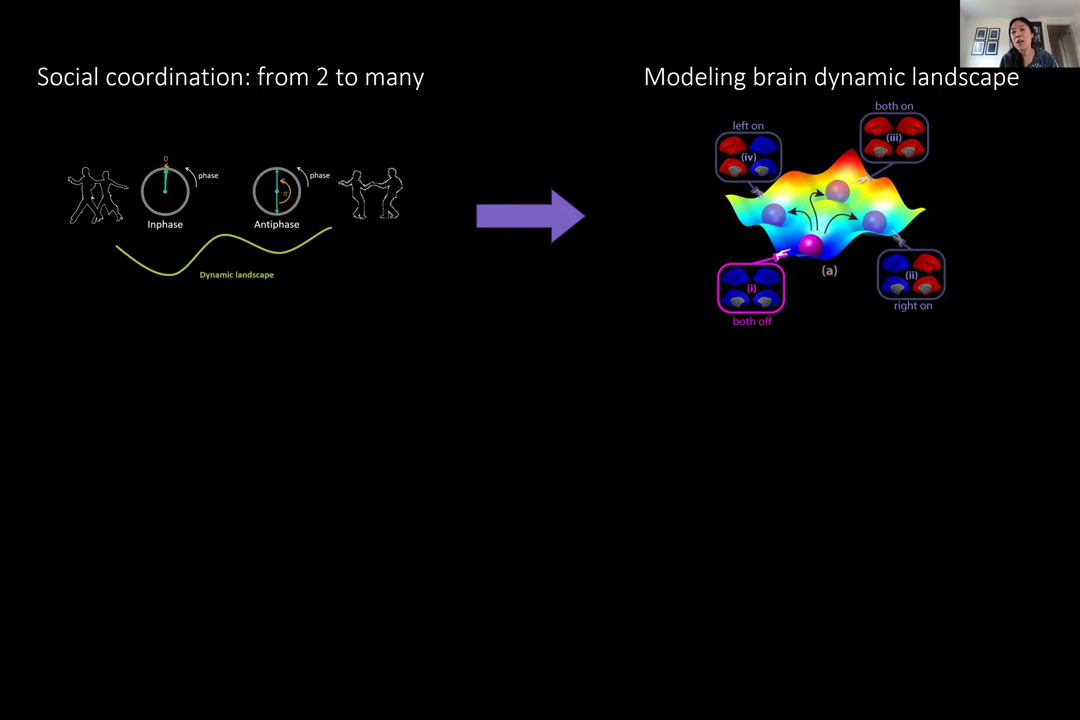 Social coordination: from 2 to many
0
phase
π
phase
Inphase
Antiphase
Dynamic landscape
Modeling brain dynamic landscape
both on
(iii)
left on
(iv)
(a)
(i)
both off
(ii)
right on